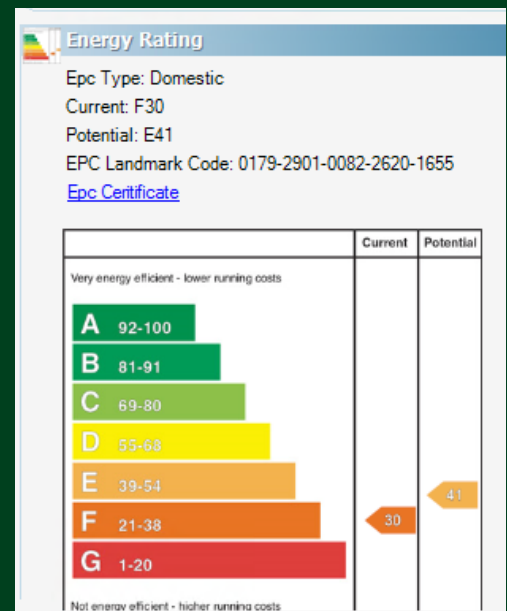 Energy Rating
Epc Type: Domestic
Current: F30
Potential: E41
EPC Landmark Code: 0179-2901-0082-2620-1655
Epc Ceritificate
Current Potential
Very energy efficient - lower running costs
A 92-100
B 81-91
C 69-80
D 55-68
E 39-54
41
F 21-38
30
G 1-20
Not energy efficient - higher running costs